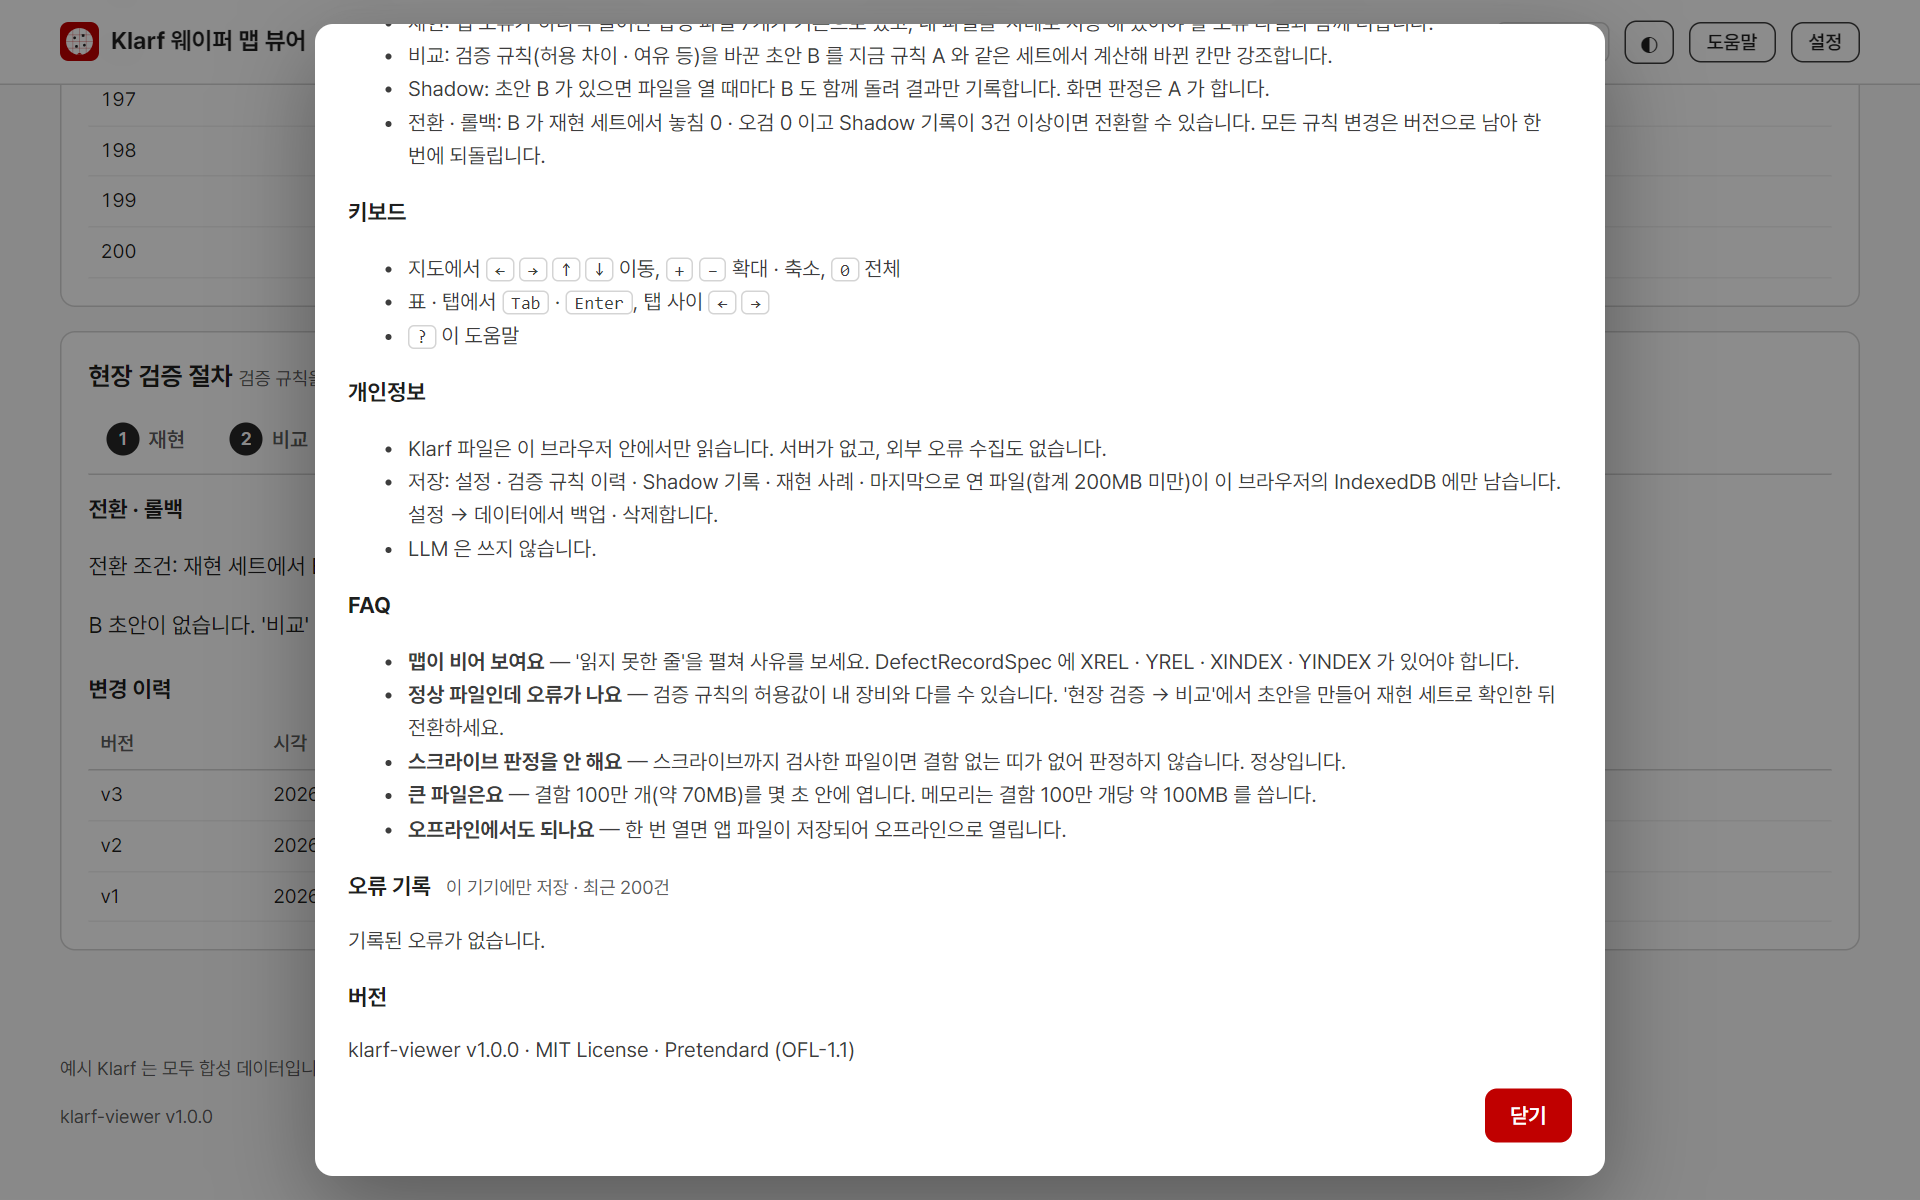 Klarf 웨이퍼 맵 뷰어
도움말
설정
197
198
199
200
현장 검증 절차 검증 규칙을
1 재현
2 비교
전환 · 롤백
전환 조건: 재현 세트에서
B 초안이 없습니다. '비교'
변경 이력
버전
시각
v3
2026
v2
2026
v1
2026
예시 Klarf 는 모두 합성 데이터입니
klarf-viewer v1.0.0
비교: 검증 규칙(허용 차이 · 여유 등)을 바꾼 초안 B 를 지금 규칙 A 와 같은 세트에서 계산해 바뀐 칸만 강조합니다.
Shadow: 초안 B 가 있으면 파일을 열 때마다 B 도 함께 돌려 결과만 기록합니다. 화면 판정은 A 가 합니다.
전환 · 롤백: B 가 재현 세트에서 놓침 0 · 오검 0 이고 Shadow 기록이 3건 이상이면 전환할 수 있습니다. 모든 규칙 변경은 버전으로 남아 한
번에 되돌립니다.
키보드
지도에서 ← → ↑ ↓ 이동, + − 확대 · 축소, 0 전체
표 · 탭에서 Tab · Enter, 탭 사이 ← →
? 이 도움말
개인정보
Klarf 파일은 이 브라우저 안에서만 읽습니다. 서버가 없고, 외부 오류 수집도 없습니다.
저장: 설정 · 검증 규칙 이력 · Shadow 기록 · 재현 사례 · 마지막으로 연 파일(합계 200MB 미만)이 이 브라우저의 IndexedDB 에만 남습니다.
설정 → 데이터에서 백업 · 삭제합니다.
LLM 은 쓰지 않습니다.
FAQ
맵이 비어 보여요 — '읽지 못한 줄'을 펼쳐 사유를 보세요. DefectRecordSpec 에 XREL · YREL · XINDEX · YINDEX 가 있어야 합니다.
정상 파일인데 오류가 나요 — 검증 규칙의 허용값이 내 장비와 다를 수 있습니다. '현장 검증 → 비교'에서 초안을 만들어 재현 세트로 확인한 뒤
전환하세요.
스크라이브 판정을 안 해요 — 스크라이브까지 검사한 파일이면 결함 없는 띠가 없어 판정하지 않습니다. 정상입니다.
큰 파일은요 — 결함 100만 개(약 70MB)를 몇 초 안에 엽니다. 메모리는 결함 100만 개당 약 100MB 를 씁니다.
오프라인에서도 되나요 — 한 번 열면 앱 파일이 저장되어 오프라인으로 열립니다.
오류 기록 이 기기에만 저장 · 최근 200건
기록된 오류가 없습니다.
버전
klarf-viewer v1.0.0 · MIT License · Pretendard (OFL-1.1)
닫기